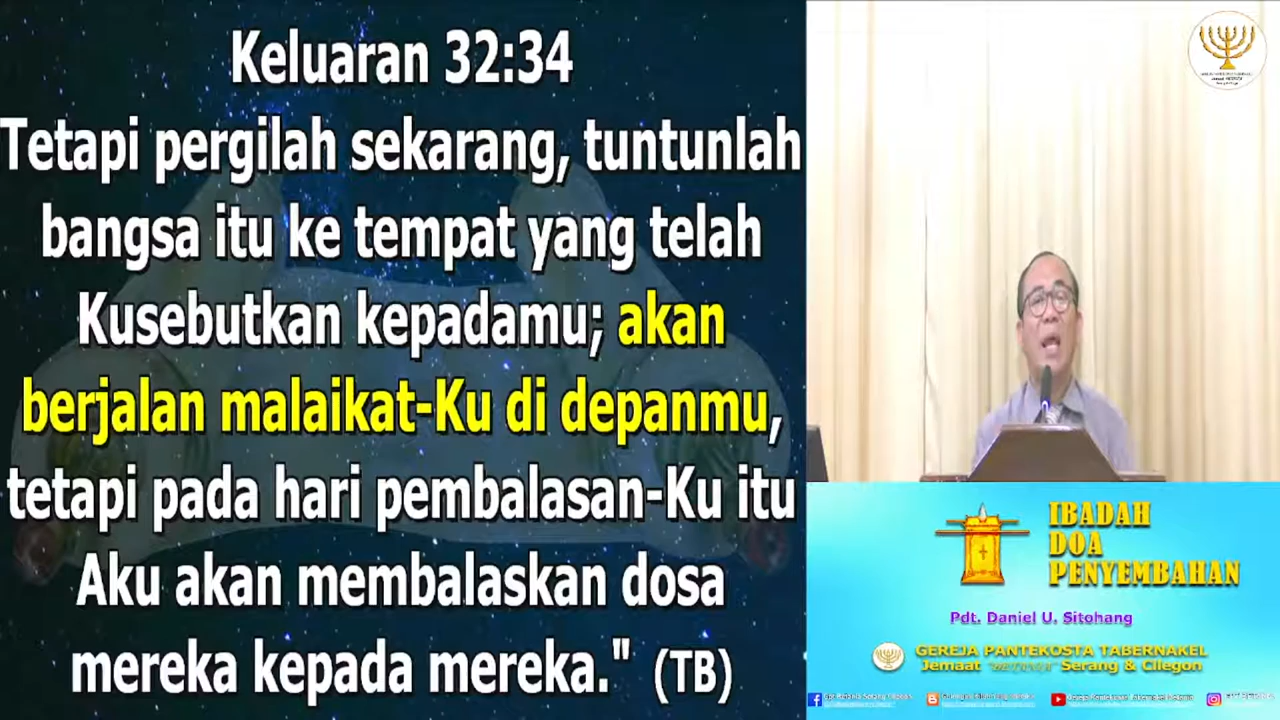 Keluaran 32:34
Tetapi pergilah sekarang, tuntunlah
bangsa itu ke tempat yang telah
Kusebutkan kepadamu; akan
berjalan malaikat-Ku di depanmu,
tetapi pada hari pembalasan-Ku itu
Aku akan membalaskan dosa
mereka kepada mereka." (TB)
IBADAH
DOA
PENYEMBAHAN
Pdt. Daniel U. Sitohang
GEREJA PANTEKOSTA TABERNAKEL
Jemaat Serang & Cilegon